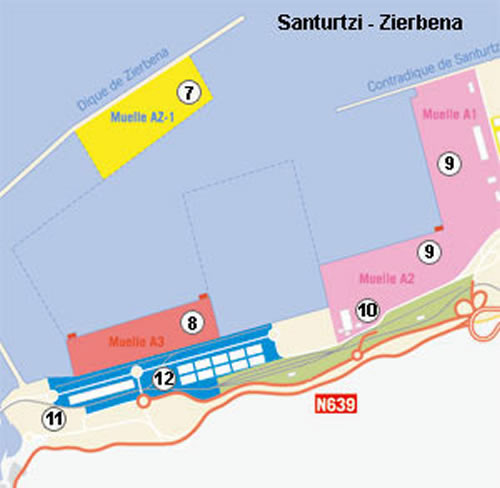 Santurtzi - Zierbena
Dique de Zierbena
Contradique de Santurtz
7
Muelle AZ-1
Muelle A1
9
9
Muelle A2
10
8
Muelle A3
12
11
N639